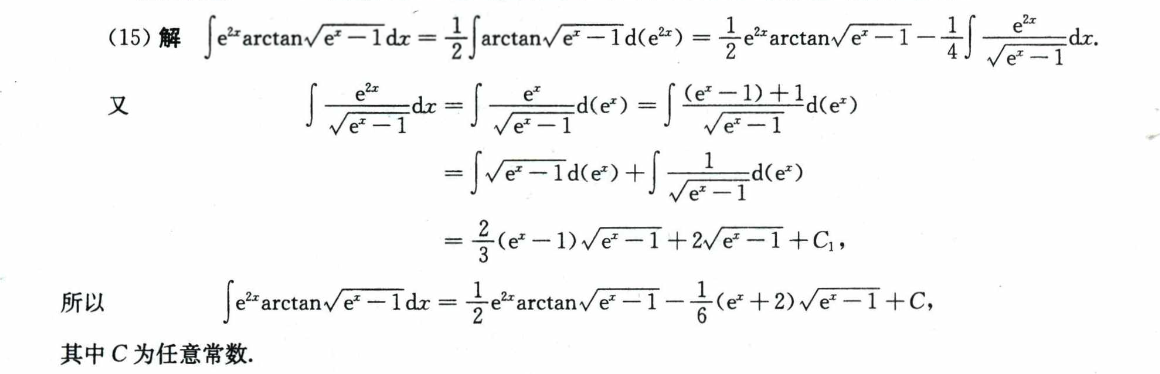 (15) 解 ∫e^{2x}arctan√(e^x−1)dx = 1/2∫arctan√(e^x−1)d(e^{2x}) = 1/2 e^{2x}arctan√(e^x−1) − 1/4∫e^{2x}/√(e^x−1) dx.
又 ∫e^{2x}/√(e^x−1) dx = ∫e^x/√(e^x−1) d(e^x) = ∫((e^x−1)+1)/√(e^x−1) d(e^x)
= ∫√(e^x−1)d(e^x) + ∫1/√(e^x−1) d(e^x)
= 2/3(e^x−1)√(e^x−1) + 2√(e^x−1) + C₁,
所以 ∫e^{2x}arctan√(e^x−1)dx = 1/2 e^{2x}arctan√(e^x−1) − 1/6(e^x+2)√(e^x−1) + C,
其中 C 为任意常数.